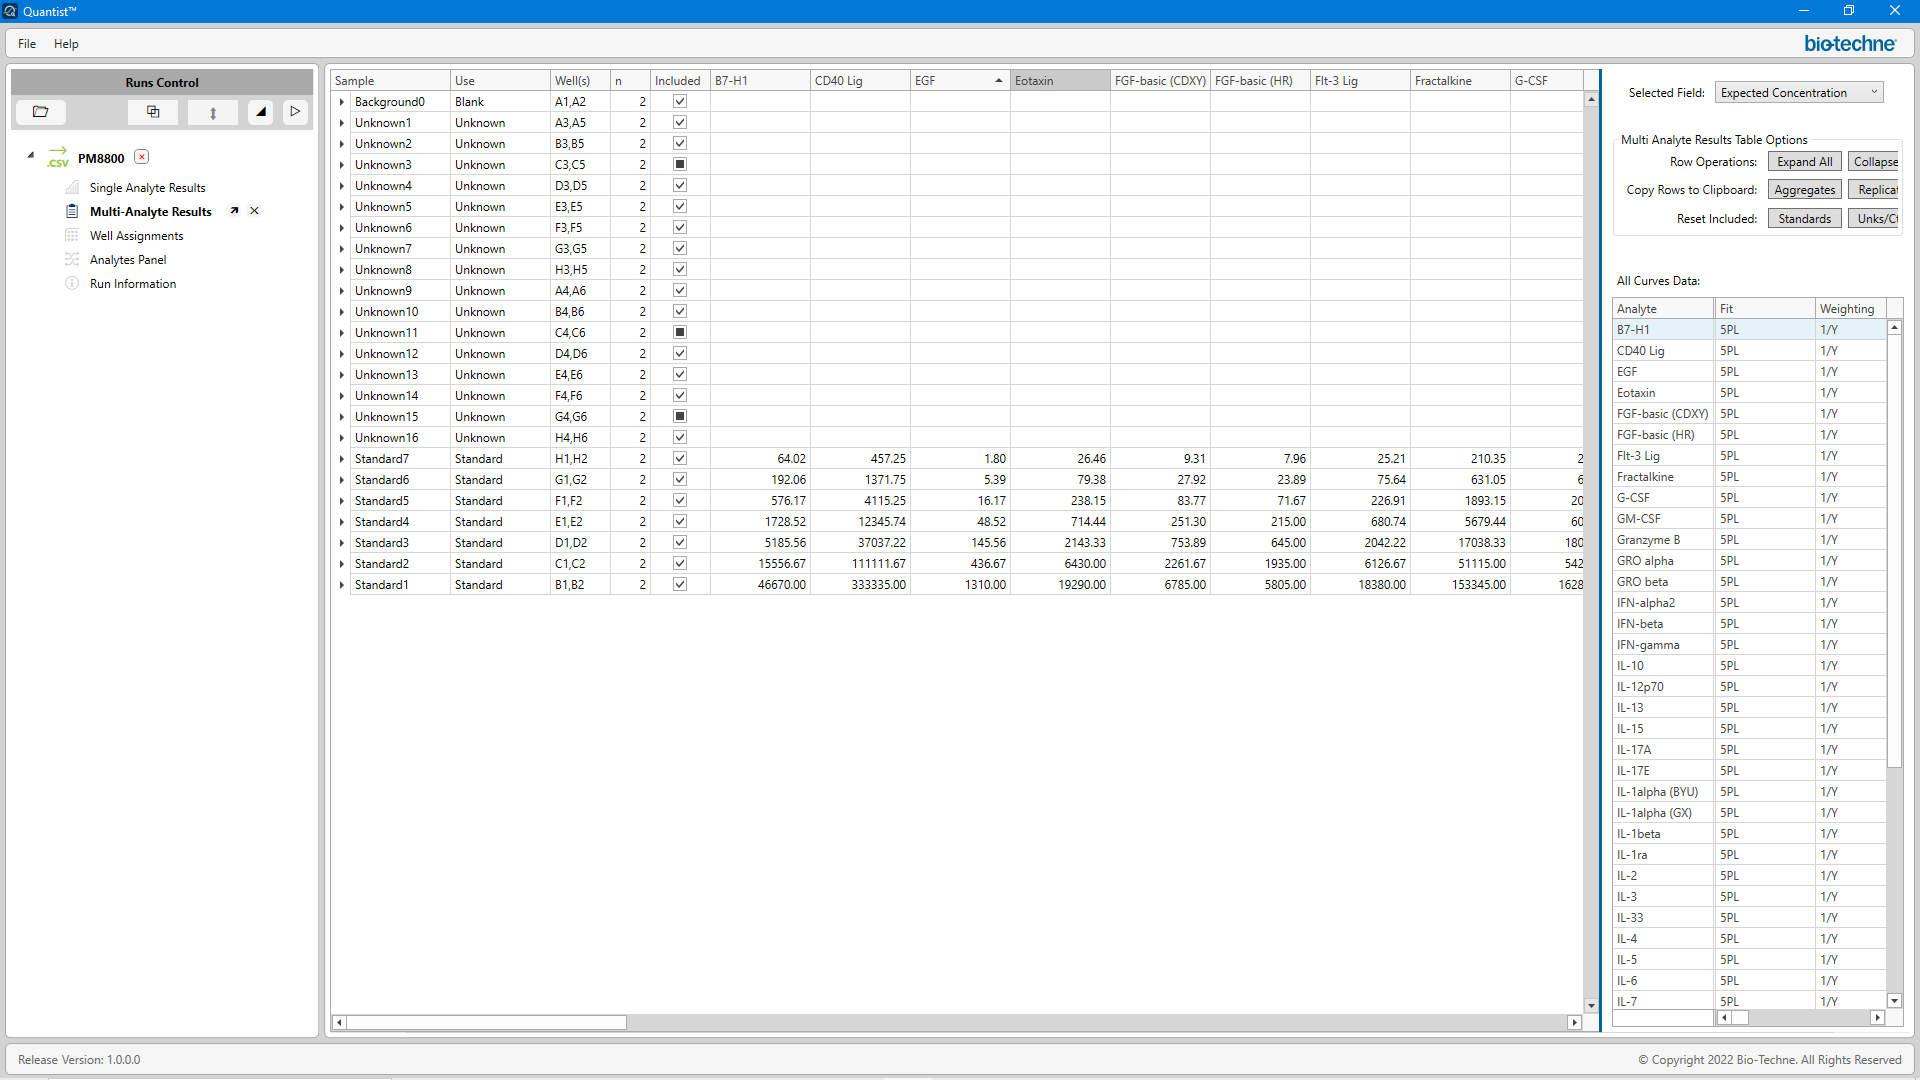 Quantist™
File Help
bio-techne
Runs Control
.CSV PM8800
Single Analyte Results
Multi-Analyte Results
Well Assignments
Analytes Panel
Run Information
Sample Use Well(s) n Included B7-H1 CD40 Lig EGF Eotaxin FGF-basic (CDXY) FGF-basic (HR) Flt-3 Lig Fractalkine G-CSF
Background0 Blank A1,A2 2
Unknown1 Unknown A3,A5 2
Unknown2 Unknown B3,B5 2
Unknown3 Unknown C3,C5 2
Unknown4 Unknown D3,D5 2
Unknown5 Unknown E3,E5 2
Unknown6 Unknown F3,F5 2
Unknown7 Unknown G3,G5 2
Unknown8 Unknown H3,H5 2
Unknown9 Unknown A4,A6 2
Unknown10 Unknown B4,B6 2
Unknown11 Unknown C4,C6 2
Unknown12 Unknown D4,D6 2
Unknown13 Unknown E4,E6 2
Unknown14 Unknown F4,F6 2
Unknown15 Unknown G4,G6 2
Unknown16 Unknown H4,H6 2
Standard7 Standard H1,H2 2 64.02 457.25 1.80 26.46 9.31 7.96 25.21 210.35 2
Standard6 Standard G1,G2 2 192.06 1371.75 5.39 79.38 27.92 23.89 75.64 631.05 6
Standard5 Standard F1,F2 2 576.17 4115.25 16.17 238.15 83.77 71.67 226.91 1893.15 20
Standard4 Standard E1,E2 2 1728.52 12345.74 48.52 714.44 251.30 215.00 680.74 5679.44 60
Standard3 Standard D1,D2 2 5185.56 37037.22 145.56 2143.33 753.89 645.00 2042.22 17038.33 180
Standard2 Standard C1,C2 2 15556.67 111111.67 436.67 6430.00 2261.67 1935.00 6126.67 51115.00 542
Standard1 Standard B1,B2 2 46670.00 333335.00 1310.00 19290.00 6785.00 5805.00 18380.00 153345.00 1628
Selected Field: Expected Concentration
Multi Analyte Results Table Options
Row Operations: Expand All Collapse
Copy Rows to Clipboard: Aggregates Replicat
Reset Included: Standards Unks/Ct
All Curves Data:
Analyte Fit Weighting
B7-H1 5PL 1/Y
CD40 Lig 5PL 1/Y
EGF 5PL 1/Y
Eotaxin 5PL 1/Y
FGF-basic (CDXY) 5PL 1/Y
FGF-basic (HR) 5PL 1/Y
Flt-3 Lig 5PL 1/Y
Fractalkine 5PL 1/Y
G-CSF 5PL 1/Y
GM-CSF 5PL 1/Y
Granzyme B 5PL 1/Y
GRO alpha 5PL 1/Y
GRO beta 5PL 1/Y
IFN-alpha2 5PL 1/Y
IFN-beta 5PL 1/Y
IFN-gamma 5PL 1/Y
IL-10 5PL 1/Y
IL-12p70 5PL 1/Y
IL-13 5PL 1/Y
IL-15 5PL 1/Y
IL-17A 5PL 1/Y
IL-17E 5PL 1/Y
IL-1alpha (BYU) 5PL 1/Y
IL-1alpha (GX) 5PL 1/Y
IL-1beta 5PL 1/Y
IL-1ra 5PL 1/Y
IL-2 5PL 1/Y
IL-3 5PL 1/Y
IL-33 5PL 1/Y
IL-4 5PL 1/Y
IL-5 5PL 1/Y
IL-6 5PL 1/Y
IL-7 5PL 1/Y
Release Version: 1.0.0.0
© Copyright 2022 Bio-Techne. All Rights Reserved